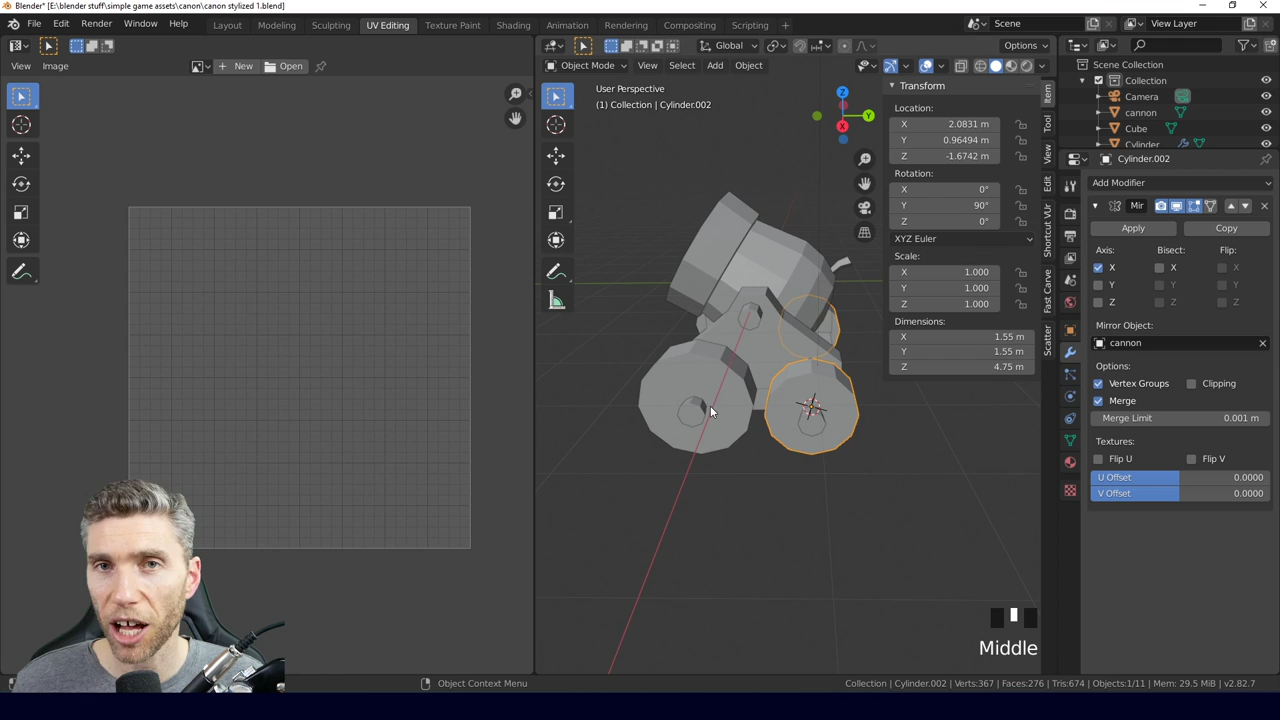 Blender* [E:\blender stuff\simple game assets\canon\canon stylized 1.blend]
File Edit Render Window Help Layout Modeling Sculpting UV Editing Texture Paint Shading Animation Rendering Compositing Scripting + Scene View Layer
Global Options
View Image + New Open Object Mode View Select Add Object
User Perspective
(1) Collection | Cylinder.002
Z
Y
X
Transform
Location:
X 2.0831 m
Y 0.96494 m
Z -1.6742 m
Rotation:
X 0°
Y 90°
Z 0°
XYZ Euler
Scale:
X 1.000
Y 1.000
Z 1.000
Dimensions:
X 1.55 m
Y 1.55 m
Z 4.75 m
Item
Tool
View
Edit
Shortcut VUr
Fast Carve
Scatter
Scene Collection
Collection
Camera
cannon
Cube
Cylinder
Cylinder.002
Add Modifier
Mir
Apply Copy
Axis: Bisect: Flip:
X X X
Y Y Y
Z Z Z
Mirror Object:
cannon
Options:
Vertex Groups Clipping
Merge
Merge Limit 0.001 m
Textures:
Flip U Flip V
U Offset 0.0000
V Offset 0.0000
Middle
Object Context Menu Collection | Cylinder.002 | Verts:367 | Faces:276 | Tris:674 | Objects:1/11 | Mem: 29.5 MiB | v2.82.7